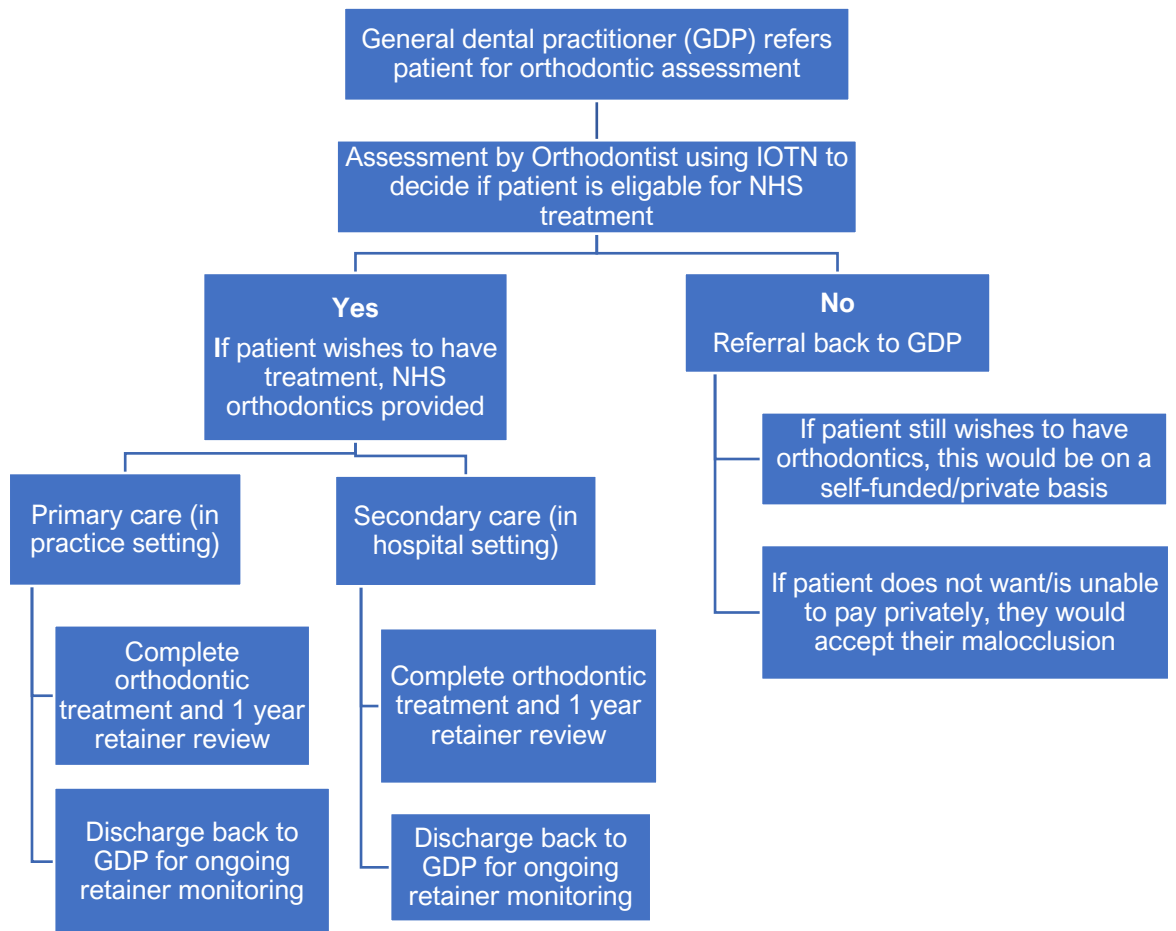 General dental practitioner (GDP) refers
patient for orthodontic assessment
Assessment by Orthodontist using IOTN to
decide if patient is eligable for NHS
treatment
Yes
If patient wishes to have
treatment, NHS
orthodontics provided
No
Referral back to GDP
Primary care (in
practice setting)
Secondary care (in
hospital setting)
If patient still wishes to have
orthodontics, this would be on a
self-funded/private basis
If patient does not want/is unable
to pay privately, they would
accept their malocclusion
Complete
orthodontic
treatment and 1 year
retainer review
Complete orthodontic
treatment and 1 year
retainer review
Discharge back to
GDP for ongoing
retainer monitoring
Discharge back to
GDP for ongoing
retainer monitoring